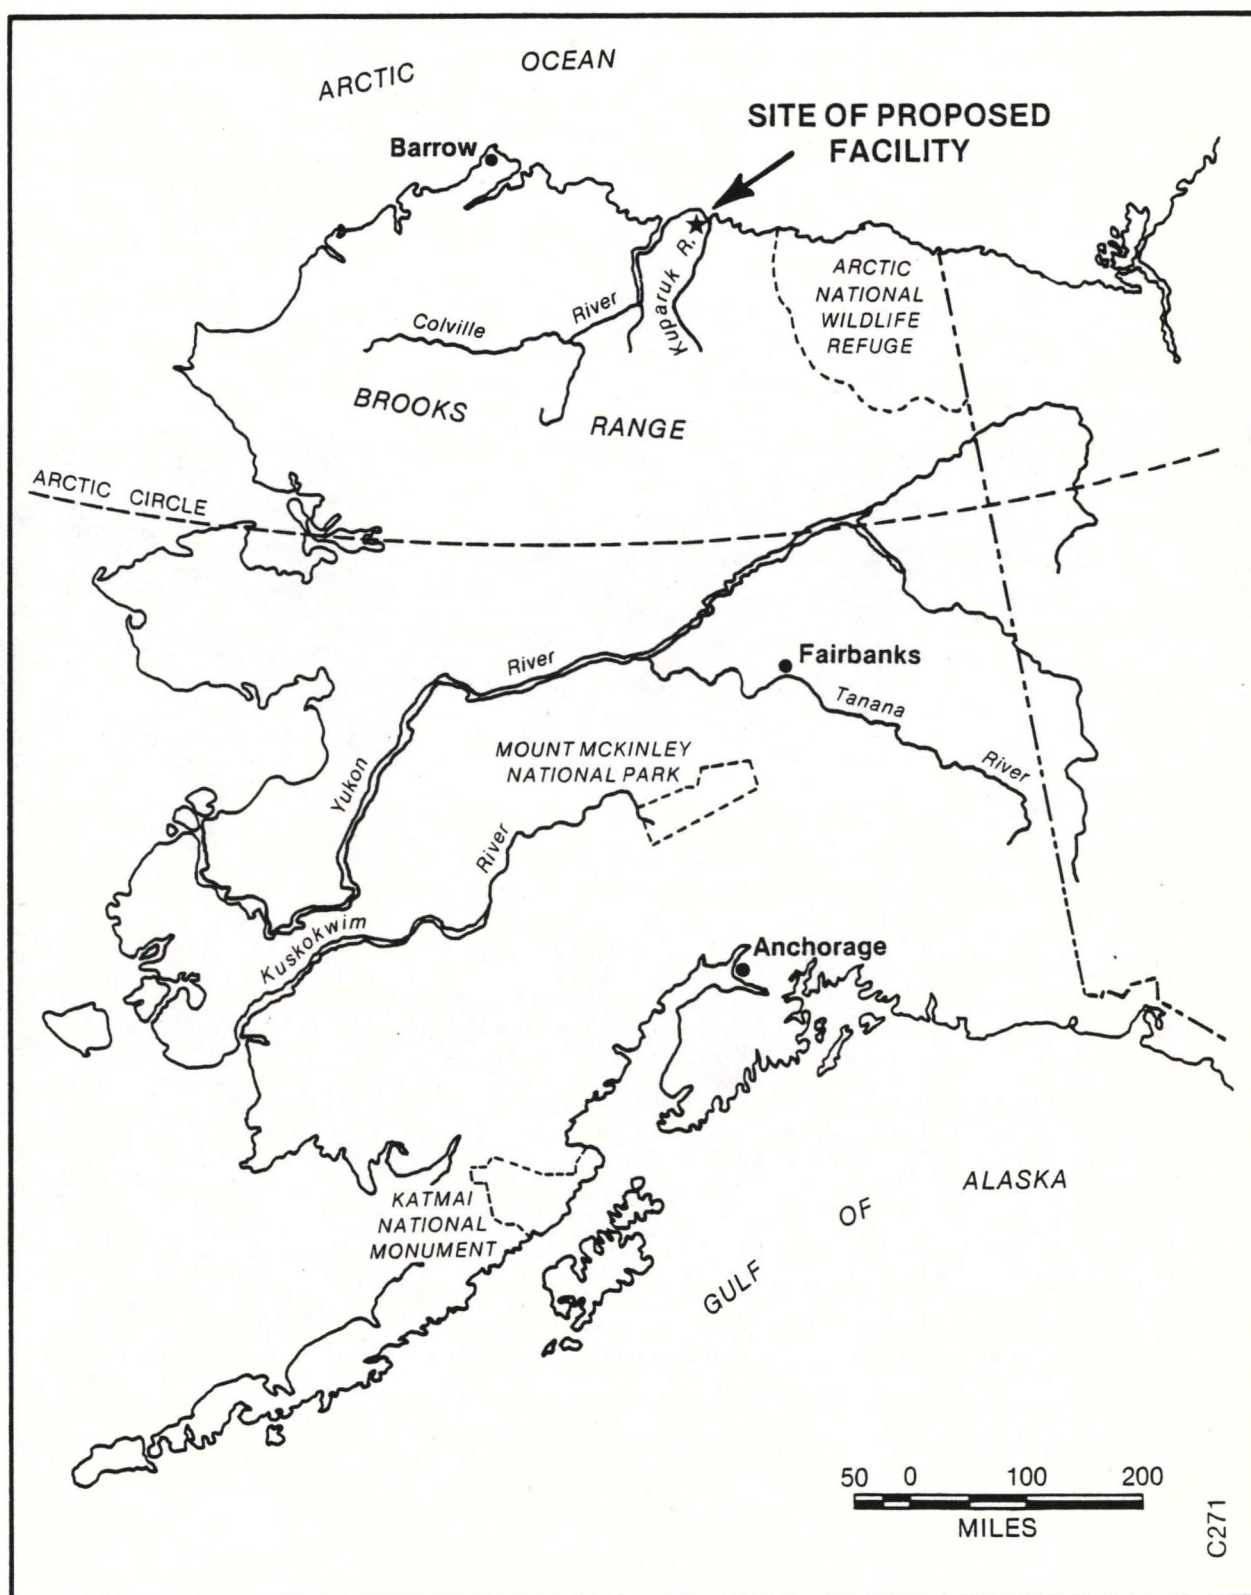 ARCTIC OCEAN
SITE OF PROPOSED
FACILITY
Barrow
Kuparuk R.
Colville River
ARCTIC
NATIONAL
WILDLIFE
REFUGE
BROOKS RANGE
ARCTIC CIRCLE
Fairbanks
Yukon River
Tanana River
MOUNT MCKINLEY
NATIONAL PARK
Kuskokwim River
Anchorage
KATMAI
NATIONAL
MONUMENT
GULF OF ALASKA
50 0 100 200
MILES
C271